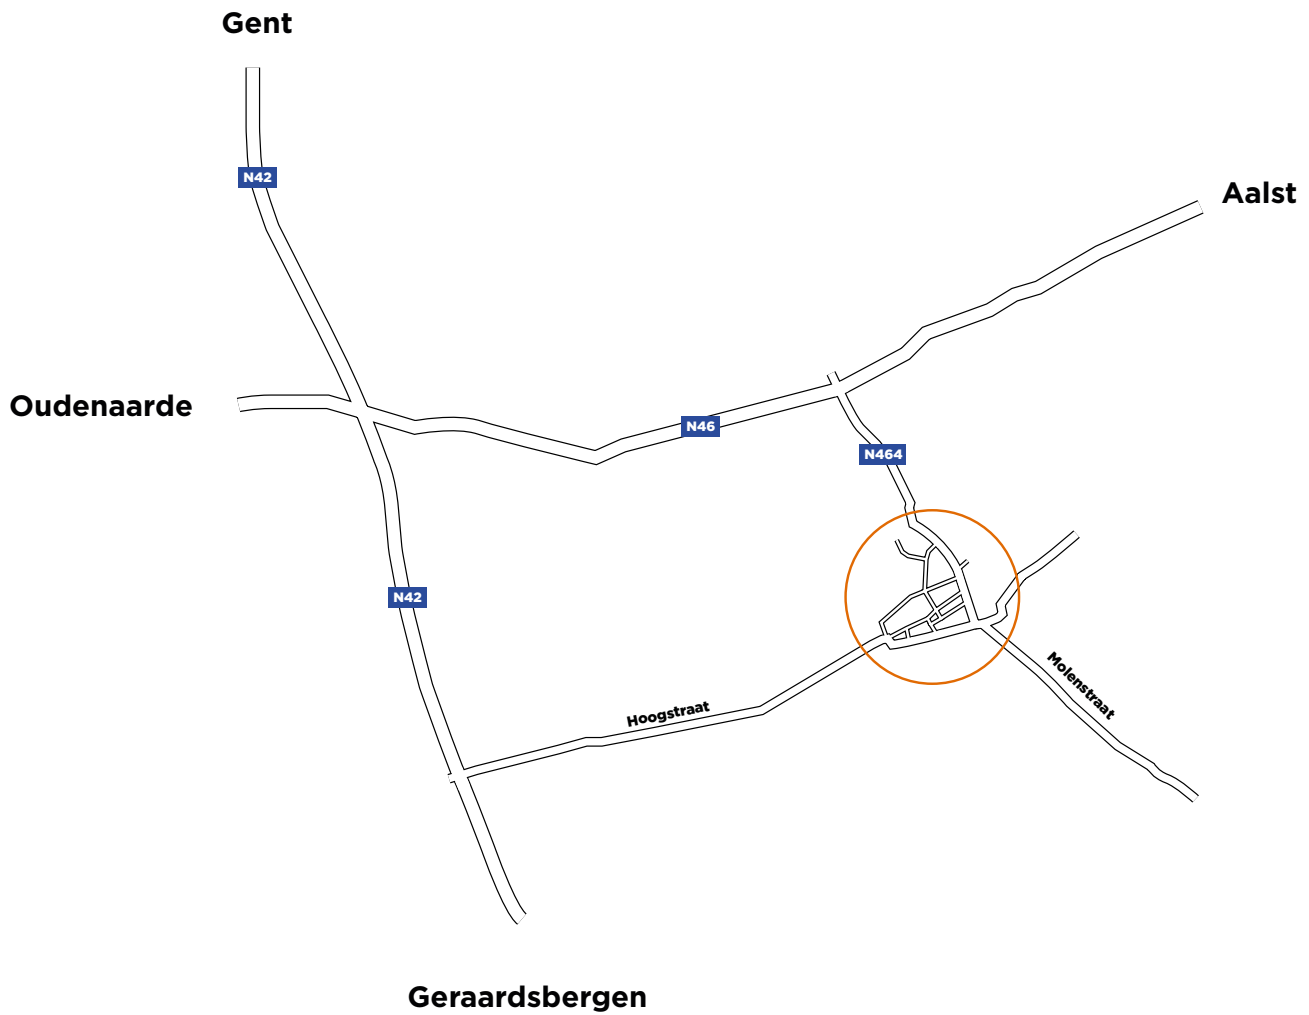 Gent
N42
Aalst
Oudenaarde
N46
N464
N42
Molenstraat
Hoogstraat
Geraardsbergen